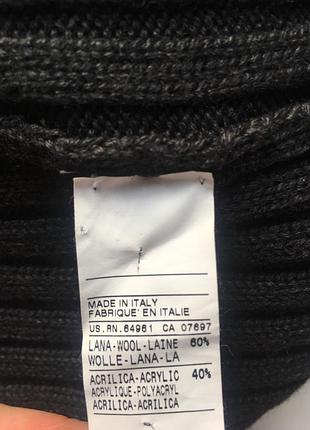 MADE IN ITALY
FABRIQUE' EN ITALIE
US.RN.64961 CA 07697
LANA-WOOL-LAINE 60%
WOLLE-LANA-LA
ACRILICA-ACRYLIC 40%
ACRYLIQUE-POLYACRYL
ACRILICA-ACRILICA